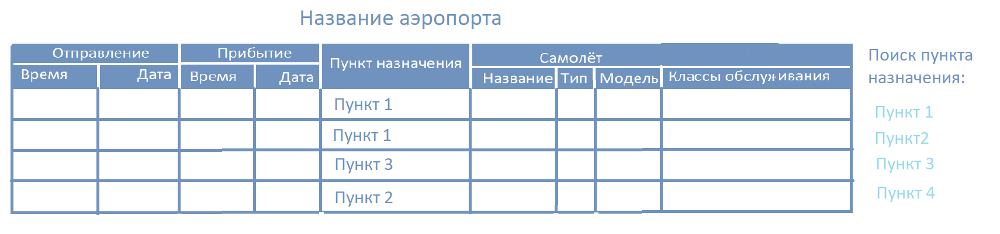 Название аэропорта
Отправление Прибытие Пункт назначения Самолёт
Время Дата Время Дата Название Тип Модель Классы обслуживания
Пункт 1
Пункт 1
Пункт 3
Пункт 2
Поиск пункта
назначения:
Пункт 1
Пункт2
Пункт 3
Пункт 4